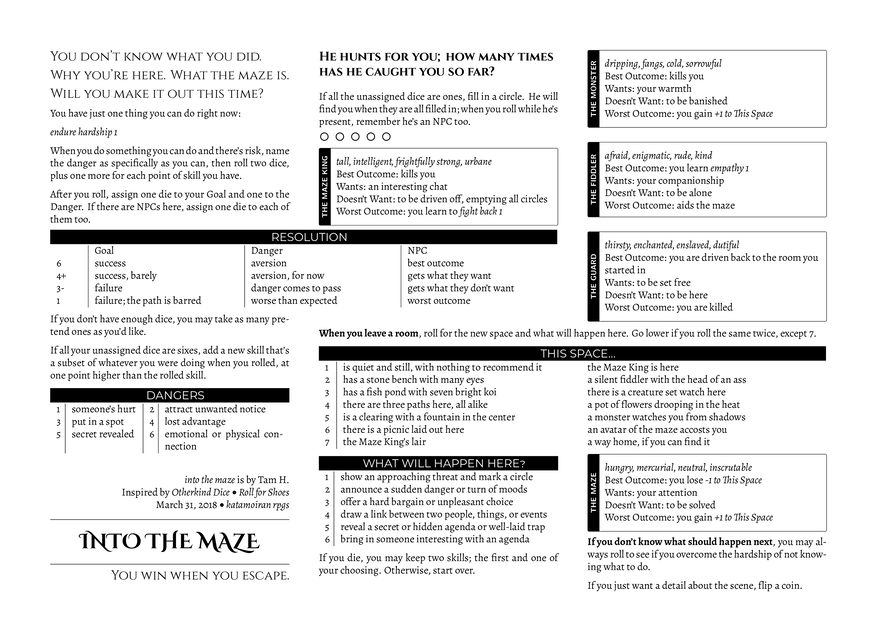 You don't know what you did.
Why you're here. What the maze is.
Will you make it out this time?
You have just one thing you can do right now:
endure hardship 1
When you do something you can do and there's risk, name
the danger as specifically as you can, then roll two dice,
plus one more for each point of skill you have.
After you roll, assign one die to your Goal and one to the
Danger. If there are NPCs here, assign one die to each of
them too.
He hunts for you; how many times
has he caught you so far?
If all the unassigned dice are ones, fill in a circle. He will
find you when they are all filled in; when you roll while he's
present, remember he's an NPC too.
THE MAZE KING
tall, intelligent, frightfully strong, urbane
Best Outcome: kills you
Wants: an interesting chat
Doesn't Want: to be driven off, emptying all circles
Worst Outcome: you learn to fight back 1
RESOLUTION
Goal Danger NPC
6 success aversion best outcome
4+ success, barely aversion, for now gets what they want
3- failure danger comes to pass gets what they don't want
1 failure; the path is barred worse than expected worst outcome
If you don't have enough dice, you may take as many pre-
tend ones as you'd like.
If all your unassigned dice are sixes, add a new skill that's
a subset of whatever you were doing when you rolled, at
one point higher than the rolled skill.
DANGERS
1 someone's hurt 2 attract unwanted notice
3 put in a spot 4 lost advantage
5 secret revealed 6 emotional or physical con-
nection
into the maze is by Tam H.
Inspired by Otherkind Dice • Roll for Shoes
March 31, 2018 • katamoiran rpgs
INTO THE MAZE
You win when you escape.
THE MONSTER
dripping, fangs, cold, sorrowful
Best Outcome: kills you
Wants: your warmth
Doesn't Want: to be banished
Worst Outcome: you gain +1 to This Space
THE FIDDLER
afraid, enigmatic, rude, kind
Best Outcome: you learn empathy 1
Wants: your companionship
Doesn't Want: to be alone
Worst Outcome: aids the maze
THE GUARD
thirsty, enchanted, enslaved, dutiful
Best Outcome: you are driven back to the room you
started in
Wants: to be set free
Doesn't Want: to be here
Worst Outcome: you are killed
When you leave a room, roll for the new space and what will happen here. Go lower if you roll the same twice, except 7.
THIS SPACE...
1 is quiet and still, with nothing to recommend it the Maze King is here
2 has a stone bench with many eyes a silent fiddler with the head of an ass
3 has a fish pond with seven bright koi there is a creature set watch here
4 there are three paths here, all alike a pot of flowers drooping in the heat
5 is a clearing with a fountain in the center a monster watches you from shadows
6 there is a picnic laid out here an avatar of the maze accosts you
7 the Maze King's lair a way home, if you can find it
WHAT WILL HAPPEN HERE?
1 show an approaching threat and mark a circle
2 announce a sudden danger or turn of moods
3 offer a hard bargain or unpleasant choice
4 draw a link between two people, things, or events
5 reveal a secret or hidden agenda or well-laid trap
6 bring in someone interesting with an agenda
If you die, you may keep two skills; the first and one of
your choosing. Otherwise, start over.
THE MAZE
hungry, mercurial, neutral, inscrutable
Best Outcome: you lose -1 to This Space
Wants: your attention
Doesn't Want: to be solved
Worst Outcome: you gain +1 to This Space
If you don't know what should happen next, you may al-
ways roll to see if you overcome the hardship of not know-
ing what to do.
If you just want a detail about the scene, flip a coin.